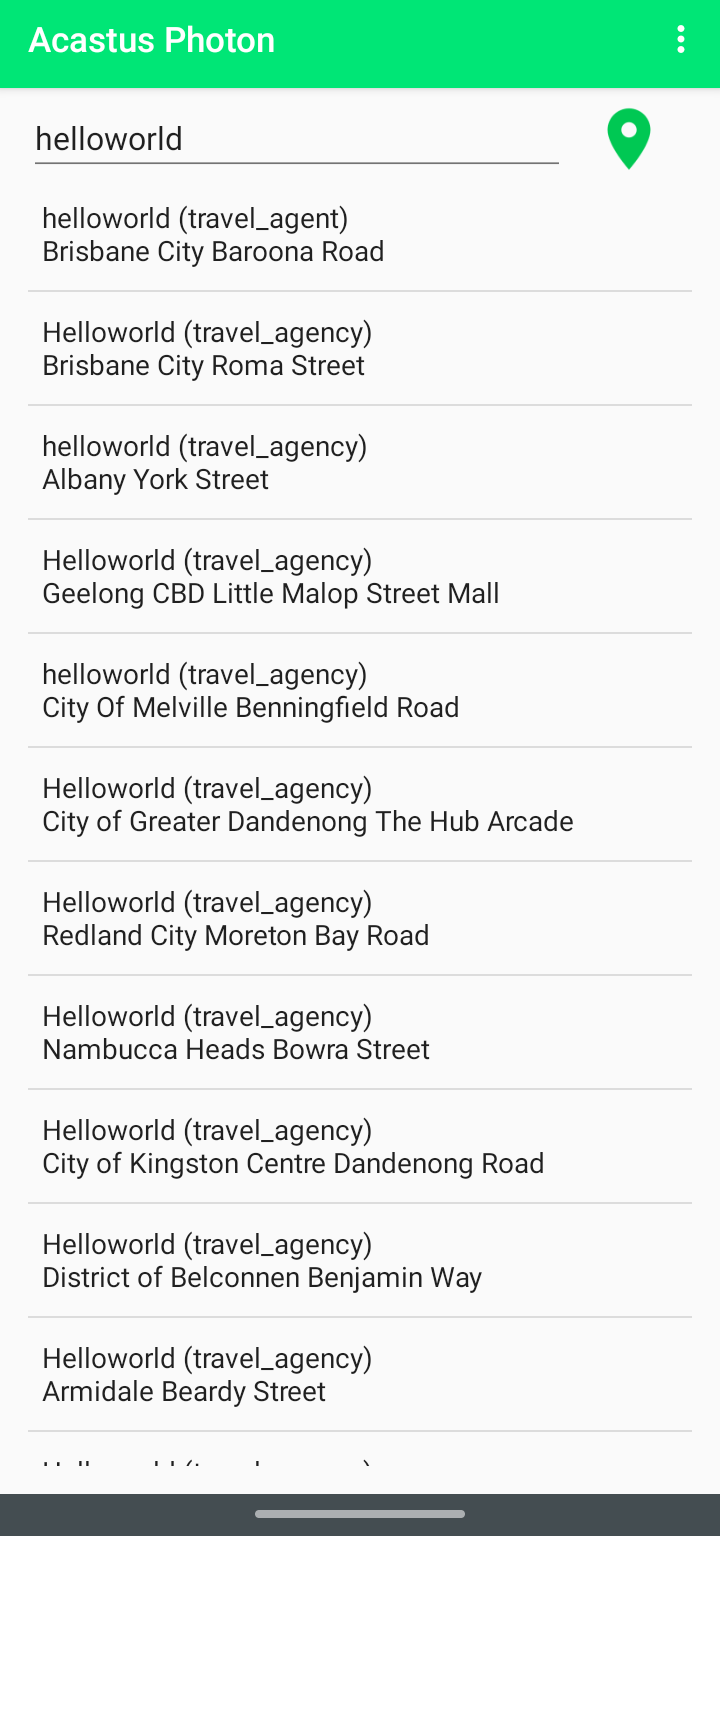 Acastus Photon
helloworld
helloworld (travel_agent)
Brisbane City Baroona Road
Helloworld (travel_agency)
Brisbane City Roma Street
helloworld (travel_agency)
Albany York Street
Helloworld (travel_agency)
Geelong CBD Little Malop Street Mall
helloworld (travel_agency)
City Of Melville Benningfield Road
Helloworld (travel_agency)
City of Greater Dandenong The Hub Arcade
Helloworld (travel_agency)
Redland City Moreton Bay Road
Helloworld (travel_agency)
Nambucca Heads Bowra Street
Helloworld (travel_agency)
City of Kingston Centre Dandenong Road
Helloworld (travel_agency)
District of Belconnen Benjamin Way
Helloworld (travel_agency)
Armidale Beardy Street